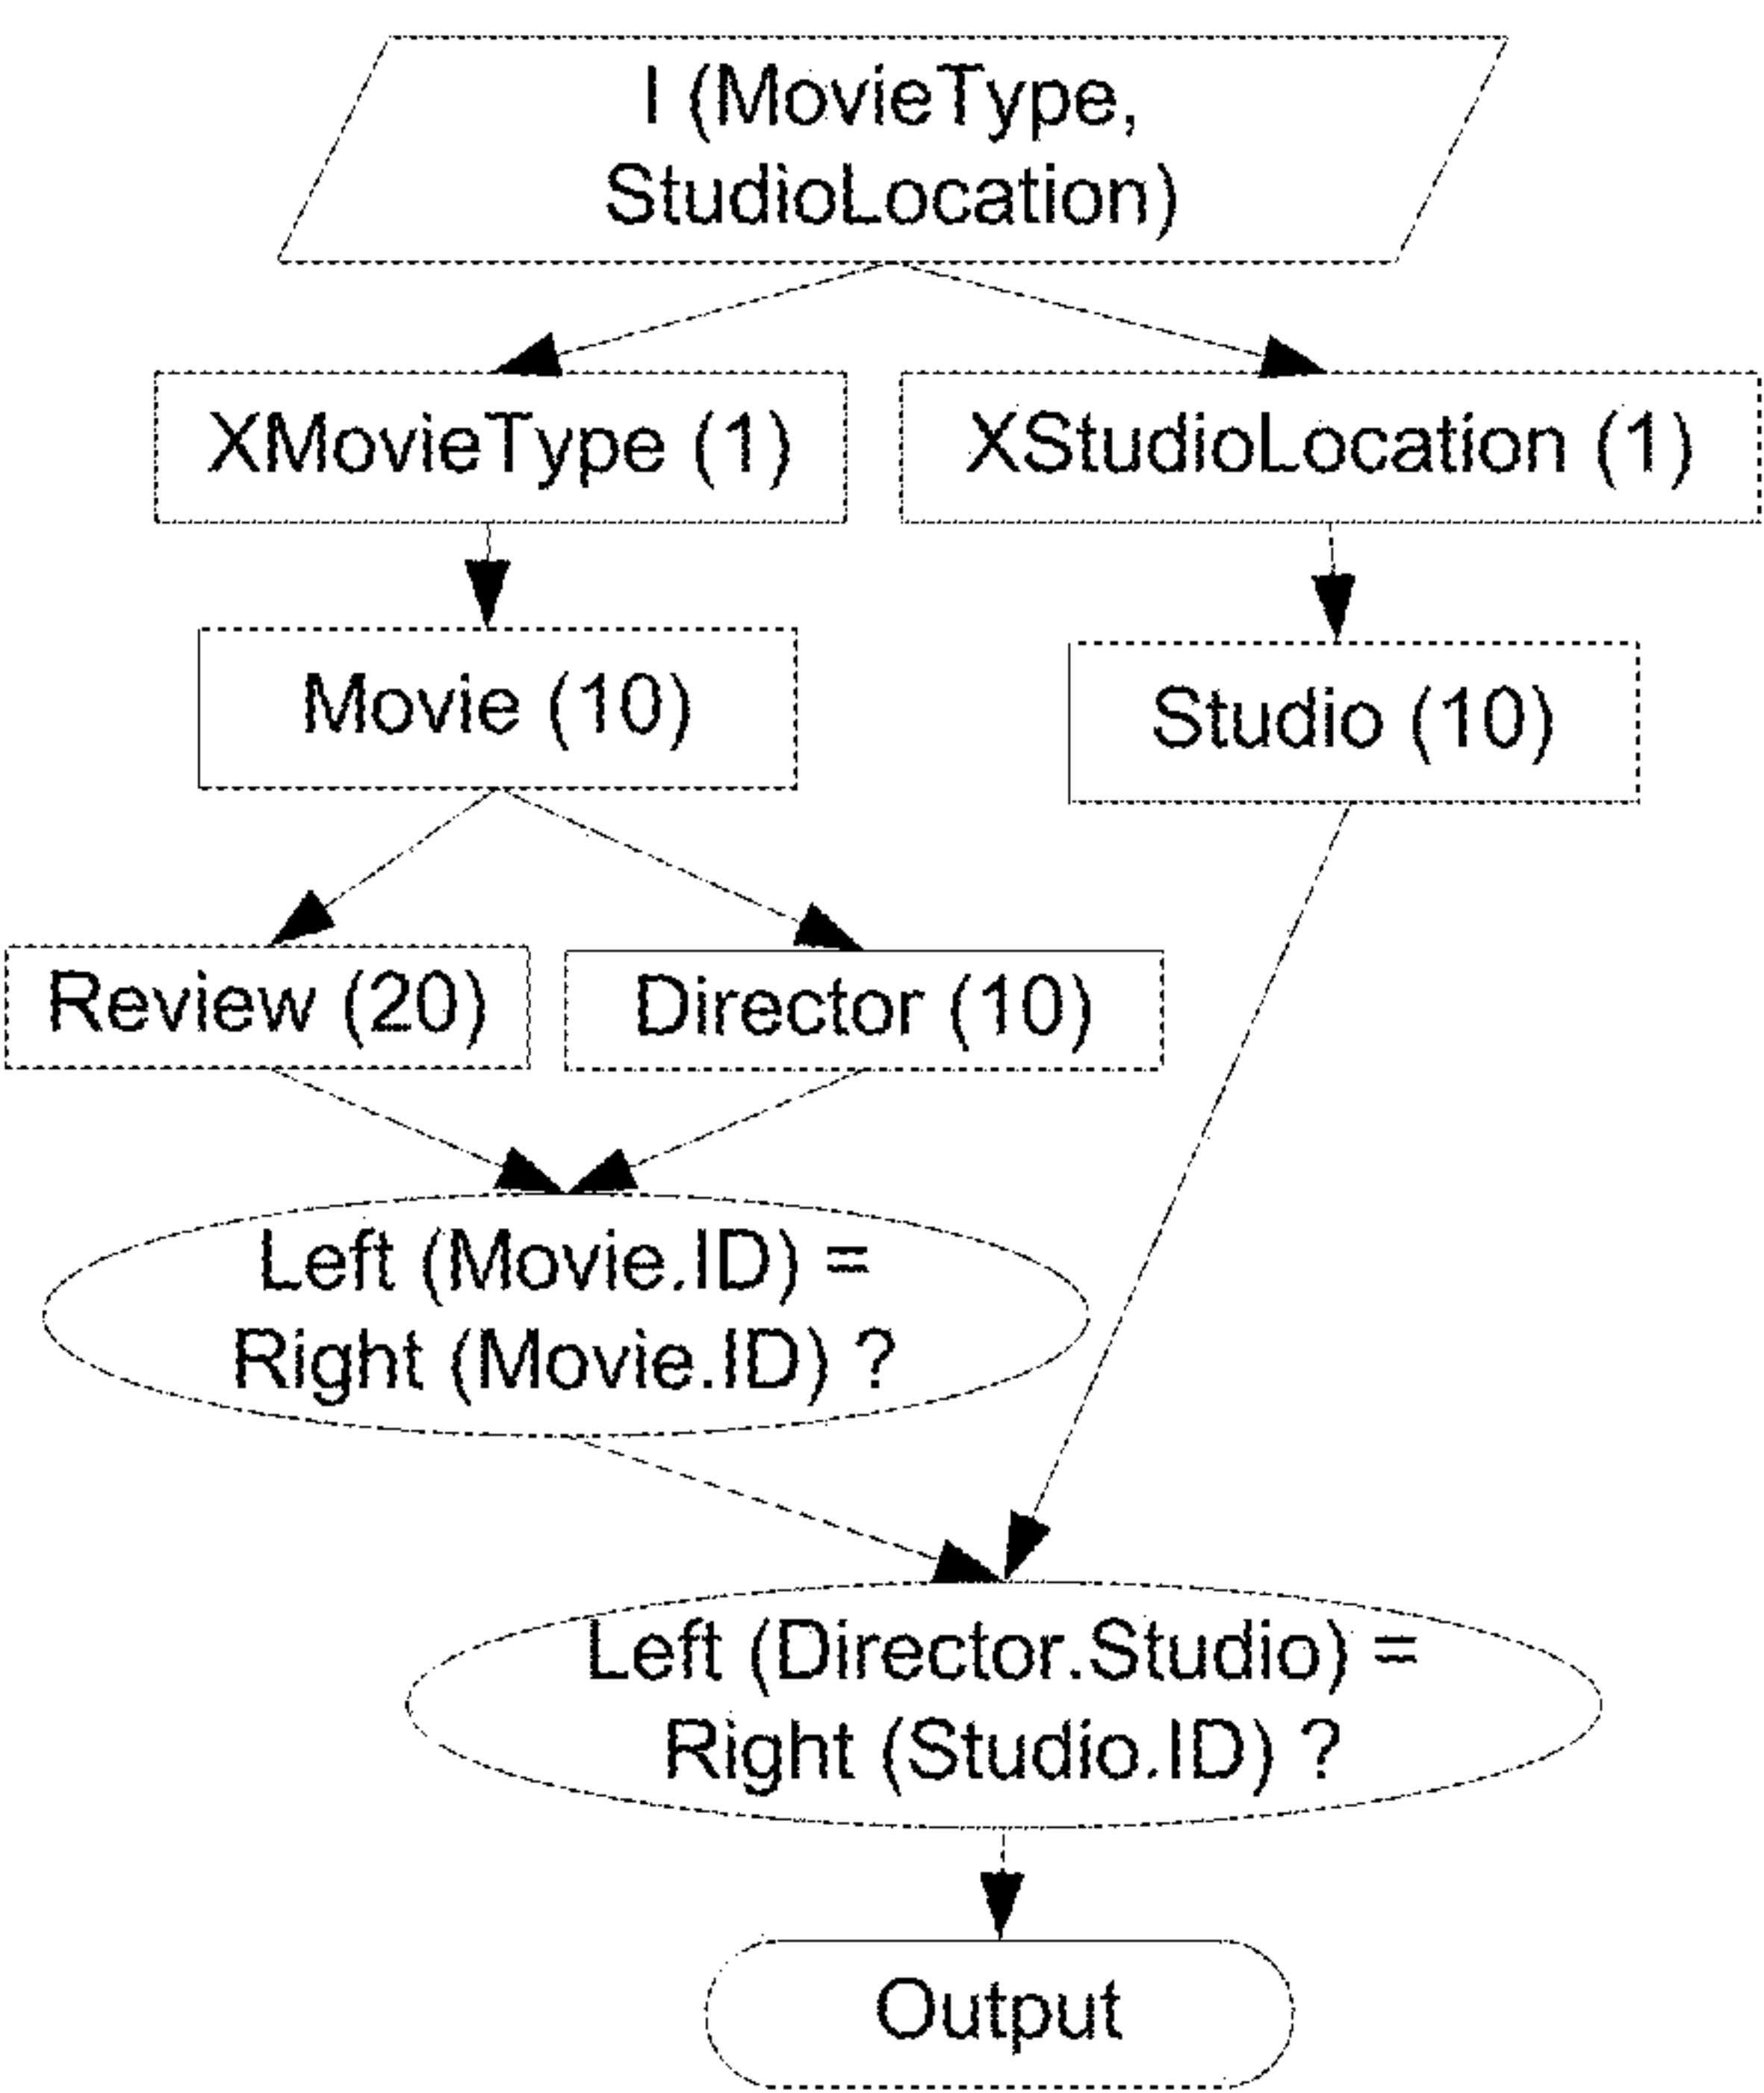 I (MovieType,
StudioLocation)
XMovieType (1)
XStudioLocation (1)
Movie (10)
Studio (10)
Review (20)
Director (10)
Left (Movie.ID) =
Right (Movie.ID) ?
Left (Director.Studio) =
Right (Studio.ID) ?
Output